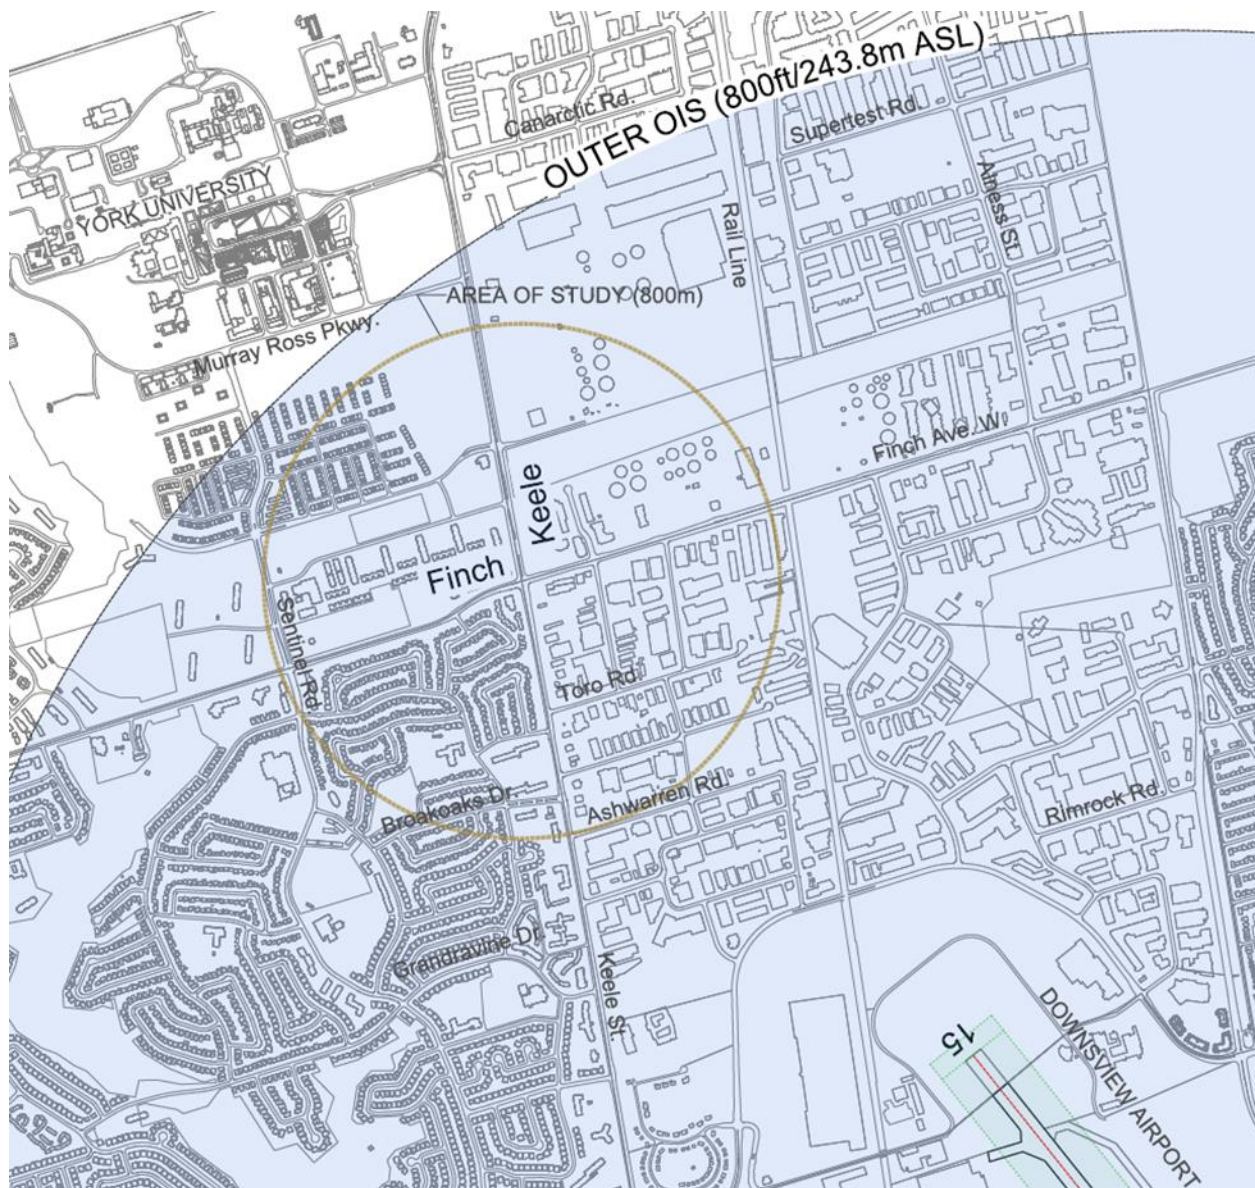 OUTER OIS (800ft/243.8m ASL)
Canarctic Rd.
Supertest Rd.
YORK UNIVERSITY
Alness St.
Rail Line
AREA OF STUDY (800m)
Murray Ross Pkwy.
Finch Ave. W
Keele
Finch
Sentinel Rd.
Toro Rd.
Ashwarren Rd.
Broakoaks Dr.
Rimrock Rd.
Grandravine Dr.
Keele St.
15
DOWNSVIEW AIRPORT